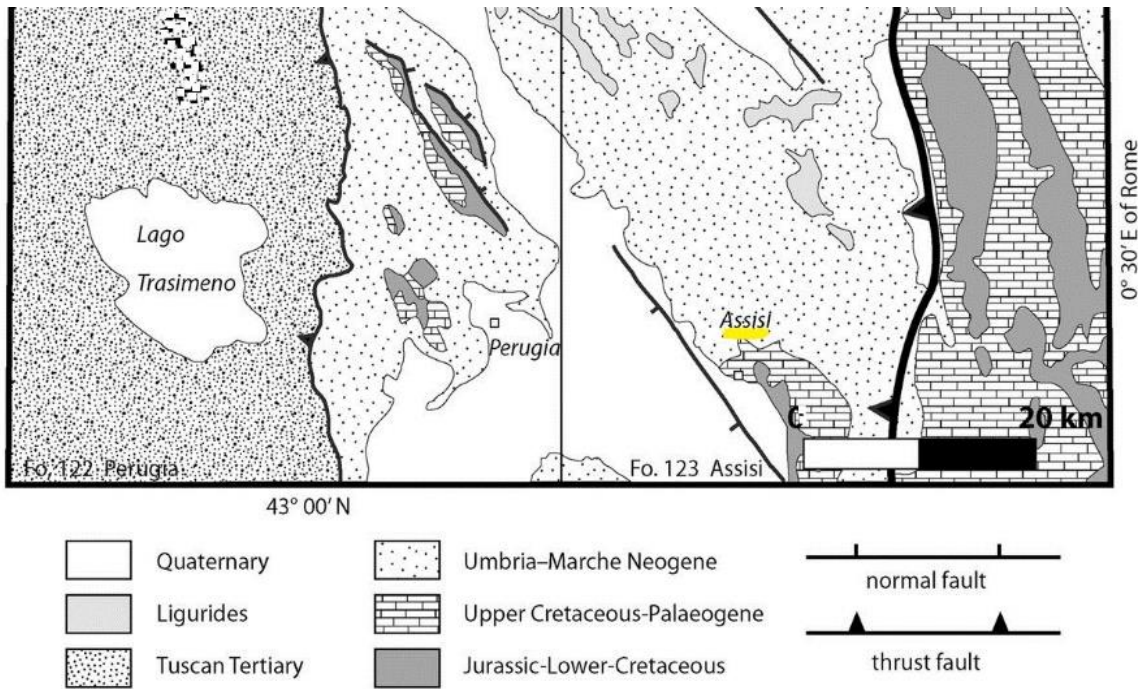 Lago
Trasimeno
Perugia
Assisi
0° 30' E of Rome
20 km
Fo. 122 Perugia
Fo. 123 Assisi
43° 00' N
Quaternary
Ligurides
Tuscan Tertiary
Umbria–Marche Neogene
Upper Cretaceous-Palaeogene
Jurassic-Lower-Cretaceous
normal fault
thrust fault